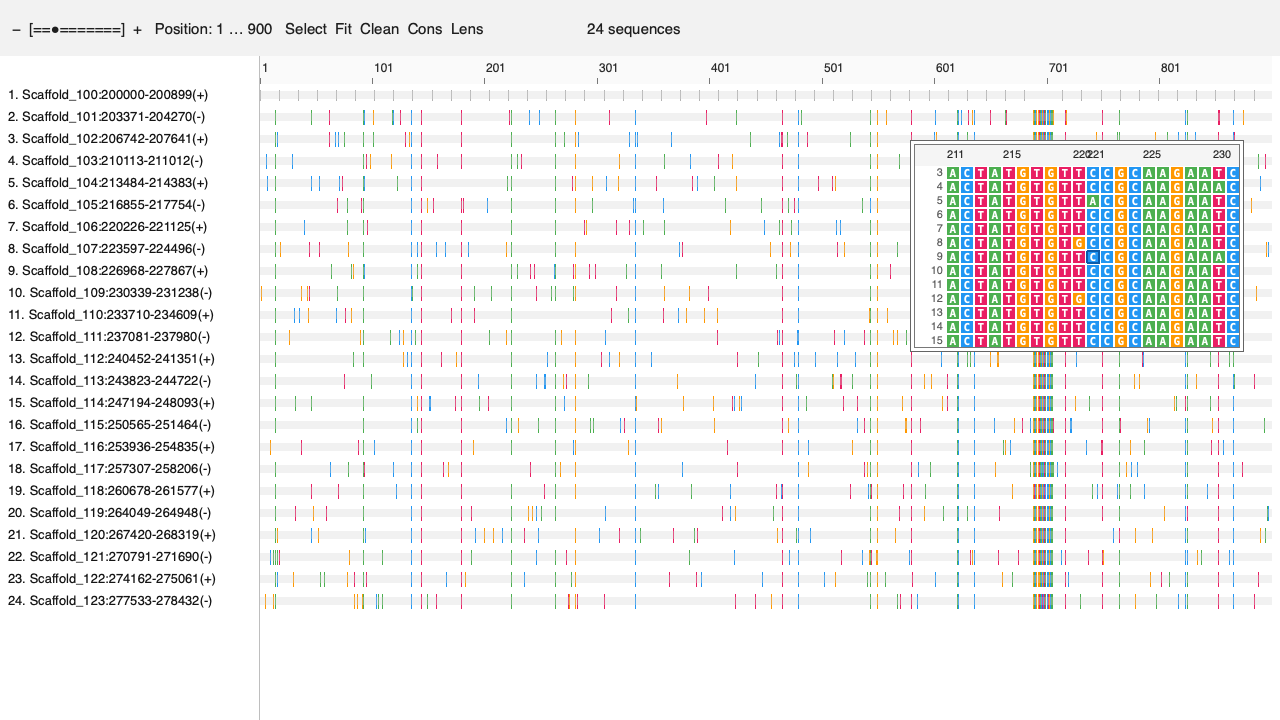 − [==●=======] + Position: 1 … 900 Select Fit Clean Cons Lens 24 sequences
1 101 201 301 401 501 601 701 801
1. Scaffold_100:200000-200899(+)
2. Scaffold_101:203371-204270(-)
3. Scaffold_102:206742-207641(+)
4. Scaffold_103:210113-211012(-)
5. Scaffold_104:213484-214383(+)
6. Scaffold_105:216855-217754(-)
7. Scaffold_106:220226-221125(+)
8. Scaffold_107:223597-224496(-)
9. Scaffold_108:226968-227867(+)
10. Scaffold_109:230339-231238(-)
11. Scaffold_110:233710-234609(+)
12. Scaffold_111:237081-237980(-)
13. Scaffold_112:240452-241351(+)
14. Scaffold_113:243823-244722(-)
15. Scaffold_114:247194-248093(+)
16. Scaffold_115:250565-251464(-)
17. Scaffold_116:253936-254835(+)
18. Scaffold_117:257307-258206(-)
19. Scaffold_118:260678-261577(+)
20. Scaffold_119:264049-264948(-)
21. Scaffold_120:267420-268319(+)
22. Scaffold_121:270791-271690(-)
23. Scaffold_122:274162-275061(+)
24. Scaffold_123:277533-278432(-)
211 215 220 221 225 230
3 A C T A T G T G T T C C G C A A G A A T C
4 A C T A T G T G T T C C G C A A G A A T C
5 A C T A T G T G T T A C G C A A G A A T C
6 A C T A T G T G T T C C G C A A G A A T C
7 A C T A T G T G T T C C G C A A G A A T C
8 A C T A T G T G T G C C G C A A G A A T C
9 A C T A T G T G T T C C G C A A G A A A C
10 A C T A T G T G T T C C G C A A G A A T C
11 A C T A T G T G T T C C G C A A G A A T C
12 A C T A T G T G T G C C G C A A G A A T C
13 A C T A T G T G T T C C G C A A G A A T C
14 A C T A T G T G T T C C G C A A G A A T C
15 A C T A T G T G T T C C G C A A G A A T C